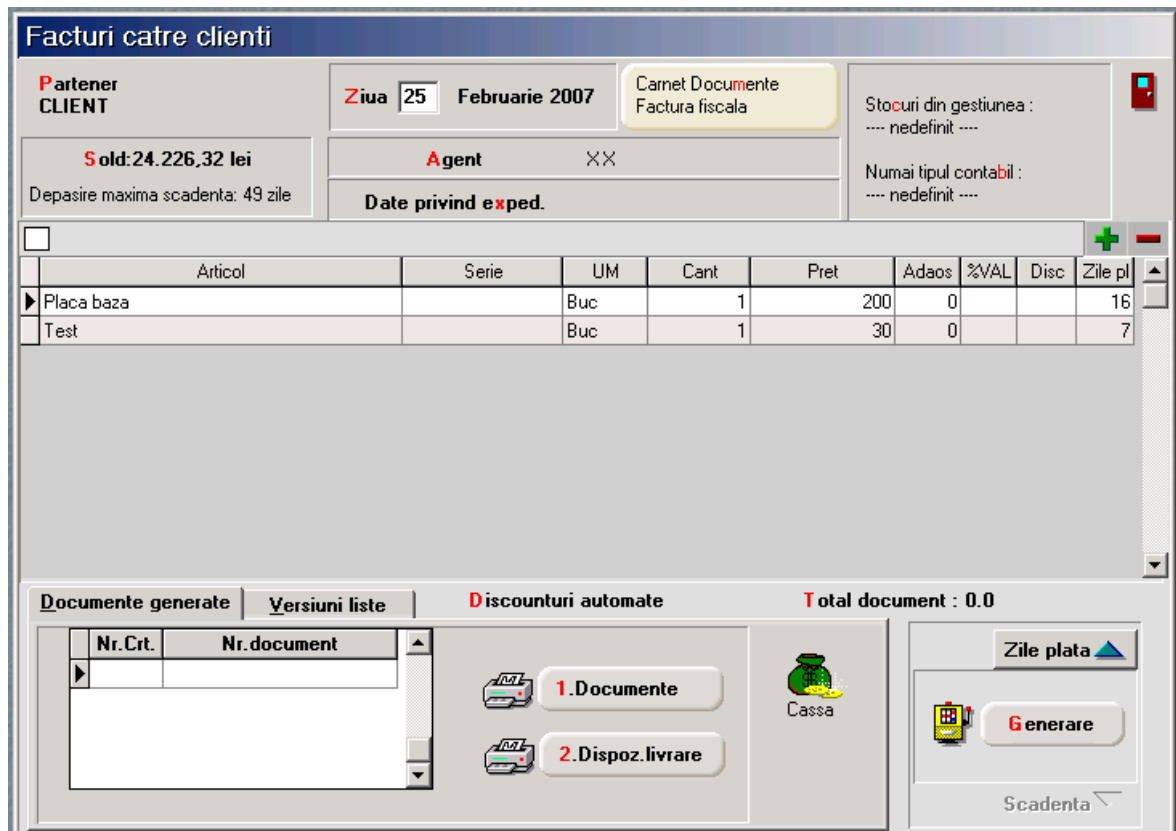 Facturi catre clienti
Partener
CLIENT
Ziua 25 Februarie 2007
Carnet Documente
Factura fiscala
Stocuri din gestiunea :
---- nedefinit ----
Numai tipul contabil :
---- nedefinit ----
Sold:24.226,32 lei
Depasire maxima scadenta: 49 zile
Agent XX
Date privind exped.
Articol Serie UM Cant Pret Adaos %VAL Disc Zile pl
Placa baza Buc 1 200 0 16
Test Buc 1 30 0 7
Documente generate Versiuni liste Discounturi automate Total document : 0.0
Nr.Crt. Nr.document
1.Documente
2.Dispoz.livrare
Cassa
Zile plata
Generare
Scadenta